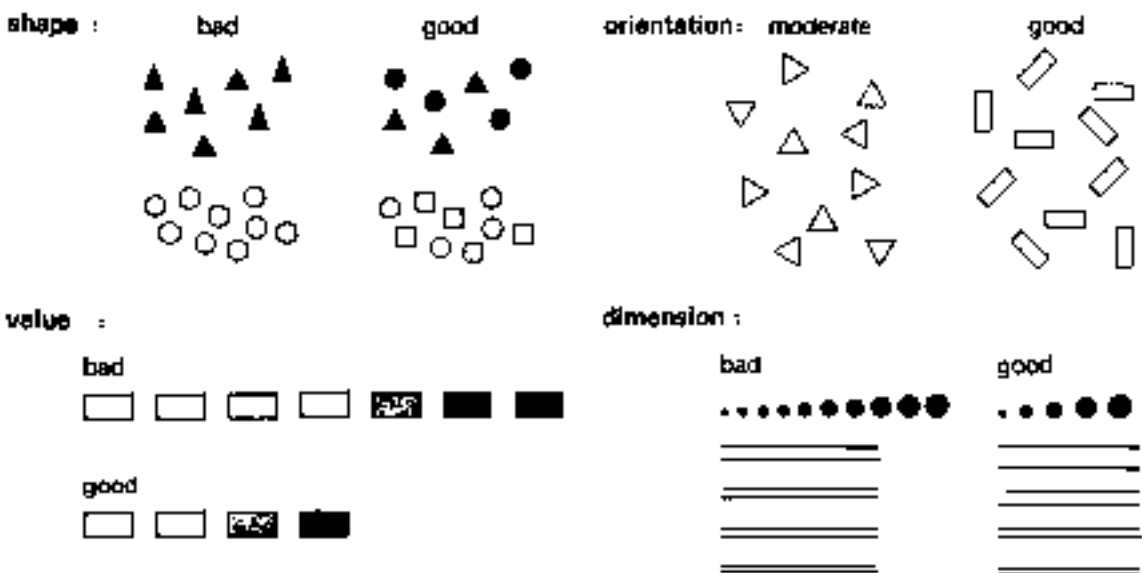 shape : bad good
orientation: moderate good
value :
bad
good
dimension :
bad good